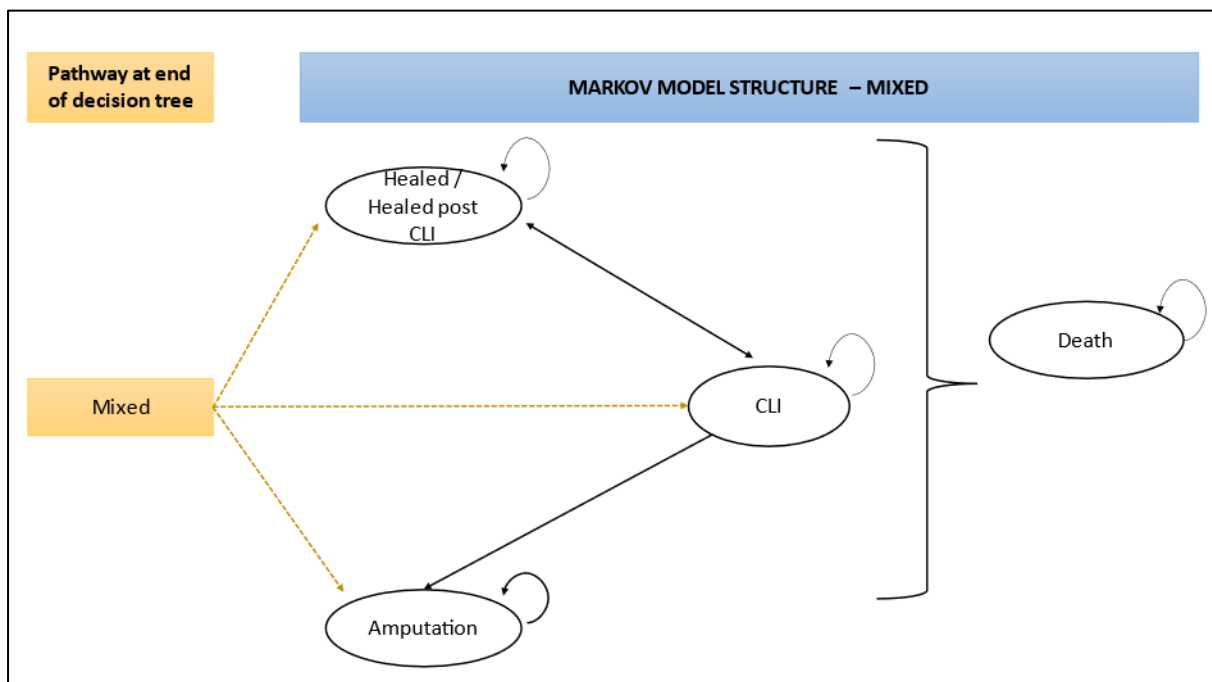 Pathway at end
of decision tree
MARKOV MODEL STRUCTURE – MIXED
Healed /
Healed post
CLI
Death
Mixed
CLI
Amputation